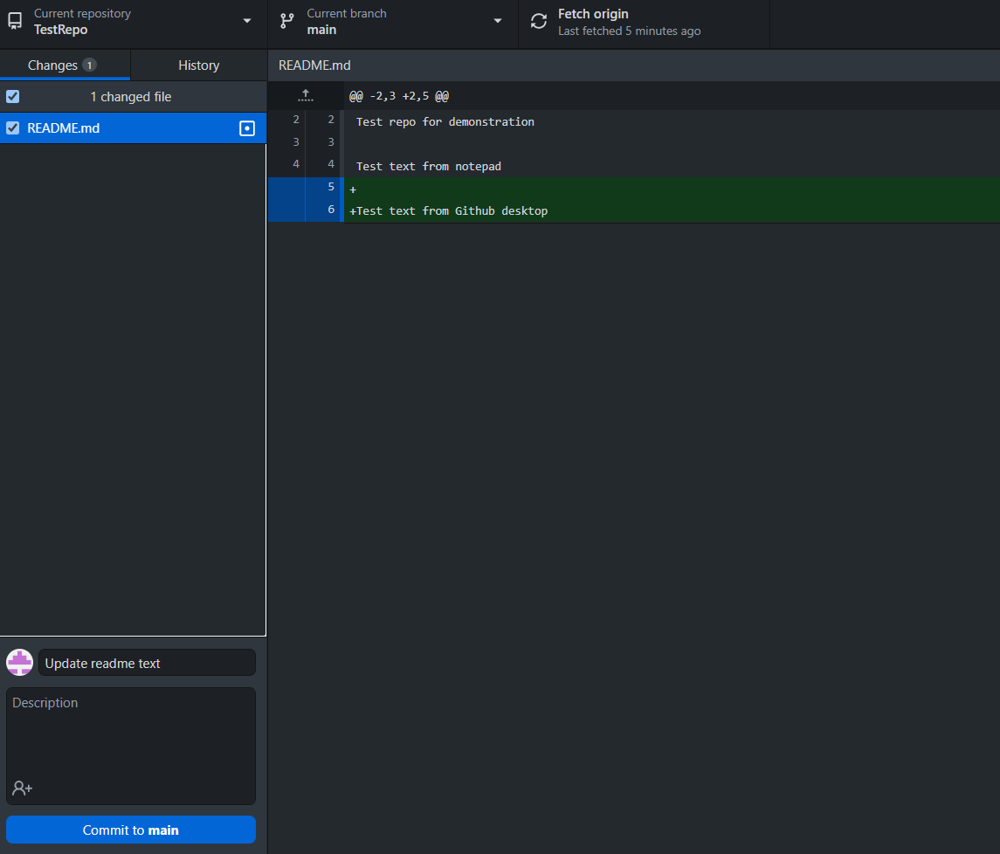 Current repository
TestRepo
Current branch
main
Fetch origin
Last fetched 5 minutes ago
Changes 1
History
README.md
1 changed file
README.md
@@ -2,3 +2,5 @@
2 2 Test repo for demonstration
3 3
4 4 Test text from notepad
5 +
6 +Test text from Github desktop
Update readme text
Description
Commit to main